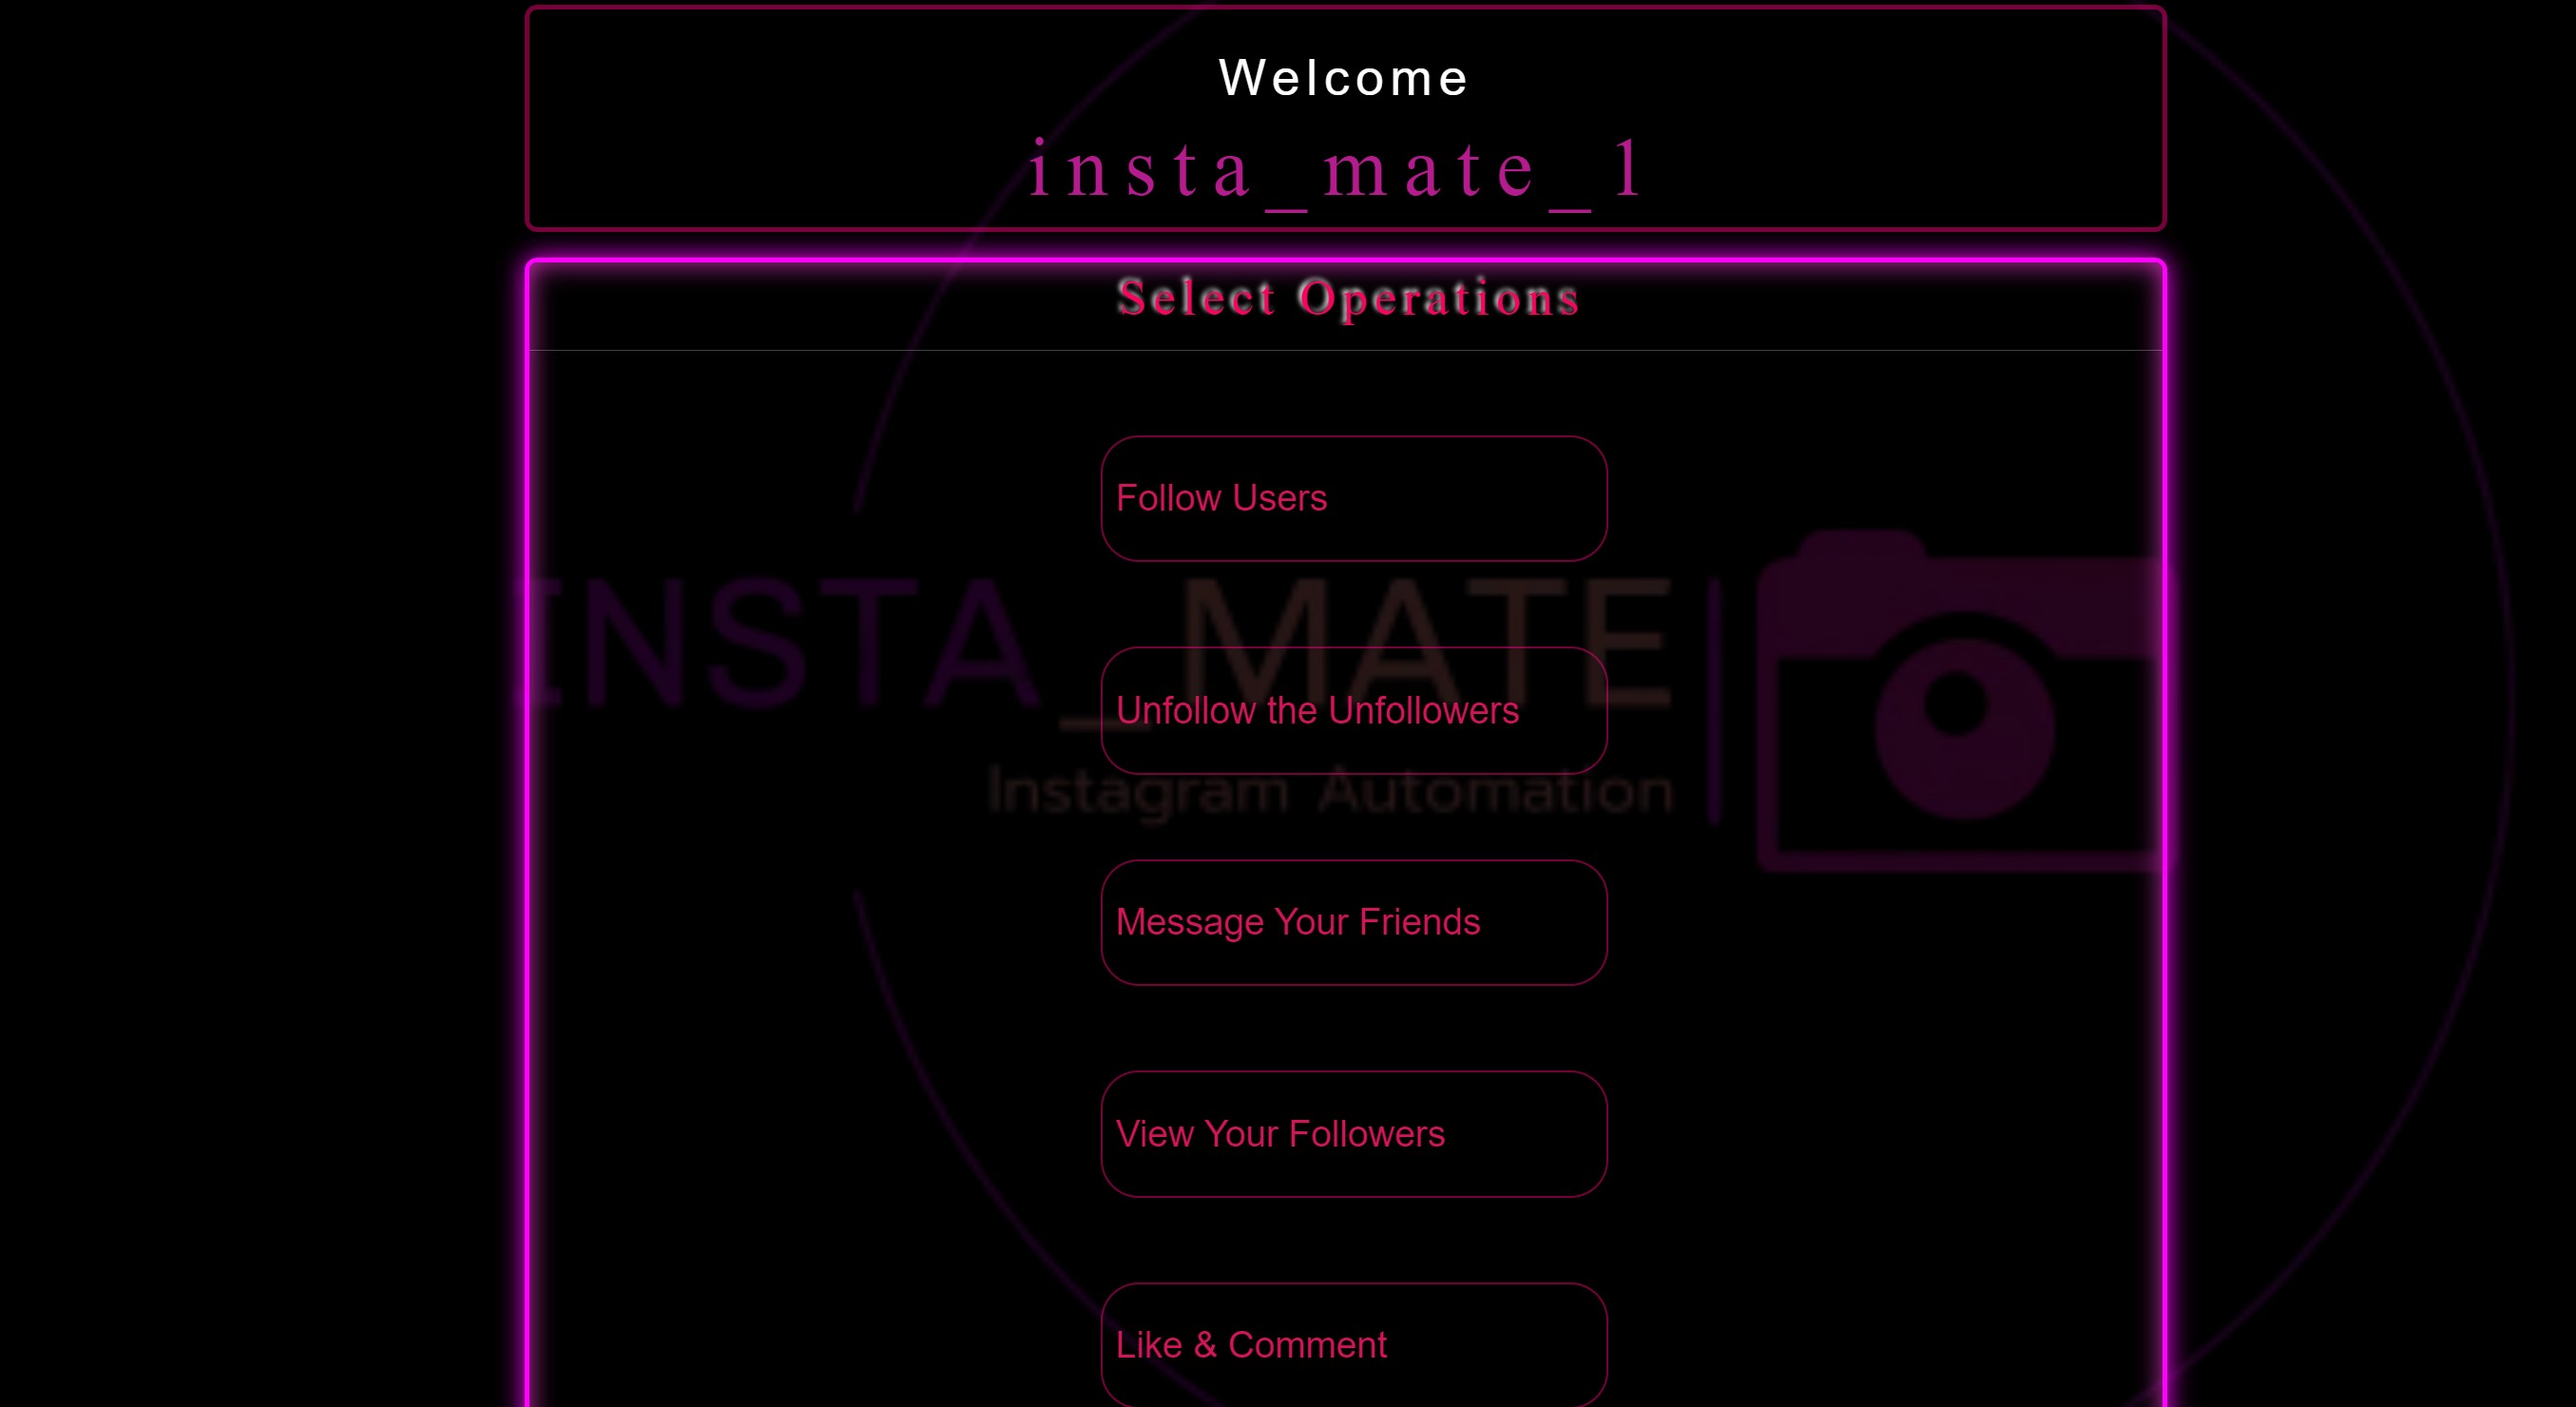 Welcome
insta_mate_1
Select Operations
Follow Users
INSTA_MATE
Unfollow the Unfollowers
Instagram Automation
Message Your Friends
View Your Followers
Like & Comment